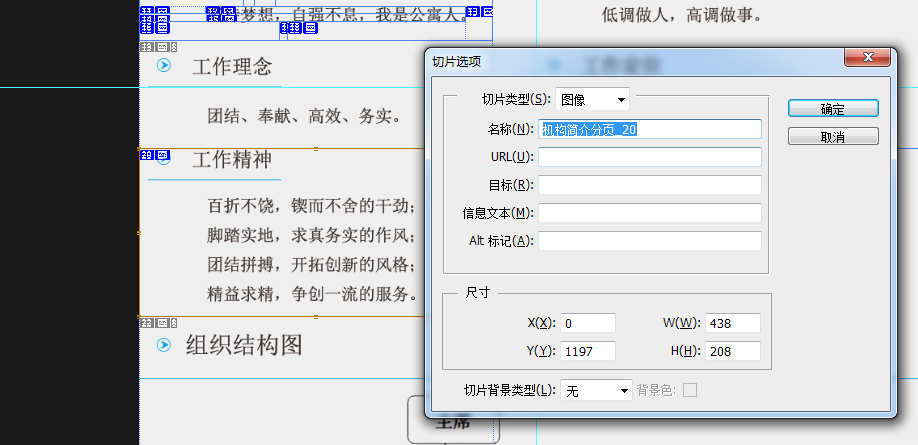 梦想，自强不息，我是公寓人。
低调做人，高调做事。
工作理念
团结、奉献、高效、务实。
20
工作精神
百折不饶，锲而不舍的干劲；
脚踏实地，求真务实的作风；
团结拼搏，开拓创新的风格；
精益求精，争创一流的服务。
22
组织结构图
主席
切片选项
切片类型(S): 图像
名称(N): 机构简介分页_20
URL(U):
目标(R):
信息文本(M):
Alt 标记(A):
确定
取消
尺寸
X(X): 0
W(W): 438
Y(Y): 1197
H(H): 208
切片背景类型(L): 无
背景色: